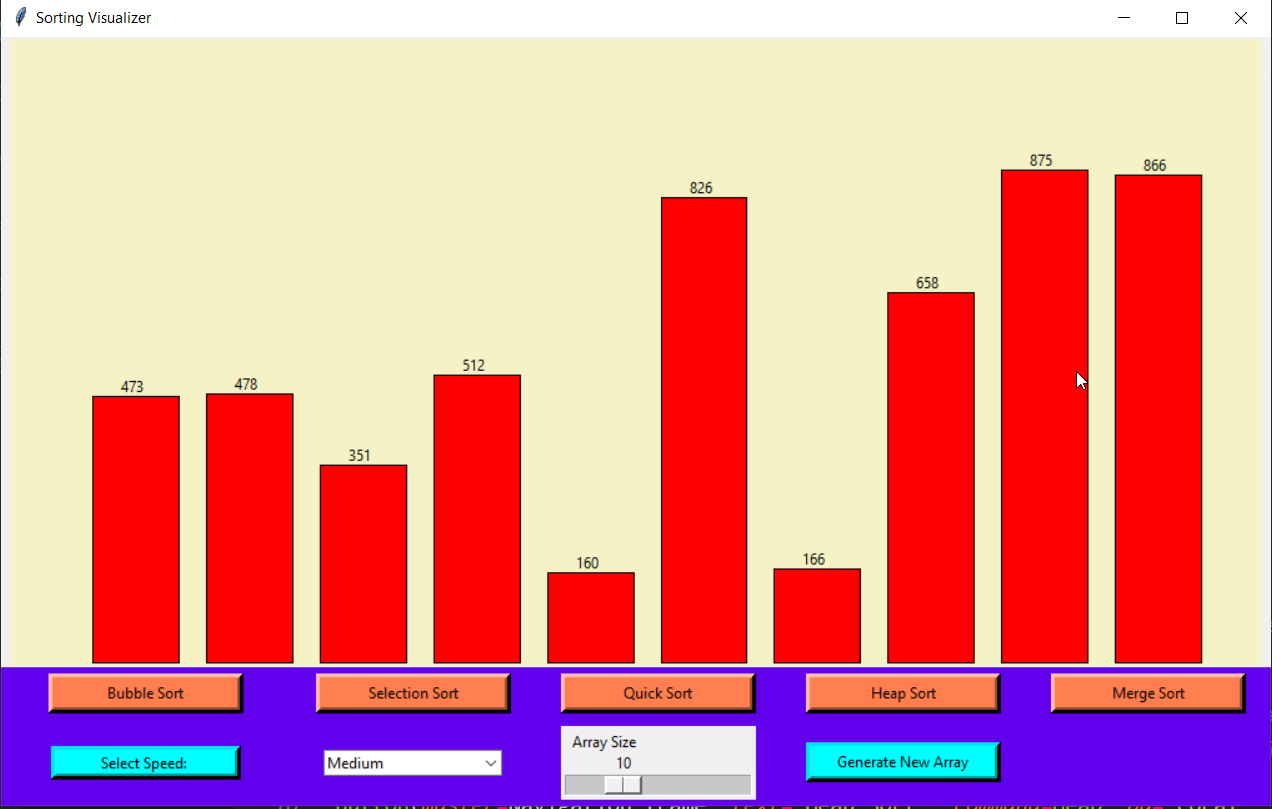 Sorting Visualizer
875
866
826
658
512
473
478
351
160
166
Bubble Sort
Selection Sort
Quick Sort
Heap Sort
Merge Sort
Select Speed:
Medium
Array Size
10
Generate New Array